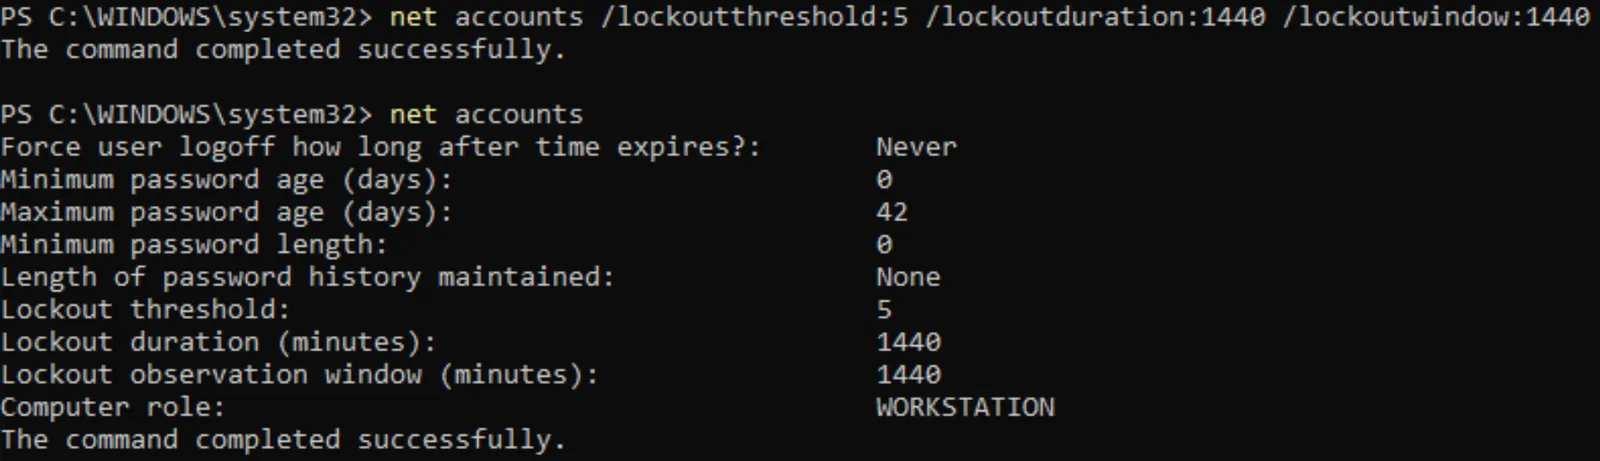 PS C:\WINDOWS\system32> net accounts /lockoutthreshold:5 /lockoutduration:1440 /lockoutwindow:1440
The command completed successfully.

PS C:\WINDOWS\system32> net accounts
Force user logoff how long after time expires?:       Never
Minimum password age (days):                          0
Maximum password age (days):                          42
Minimum password length:                              0
Length of password history maintained:                None
Lockout threshold:                                    5
Lockout duration (minutes):                           1440
Lockout observation window (minutes):                 1440
Computer role:                                        WORKSTATION
The command completed successfully.